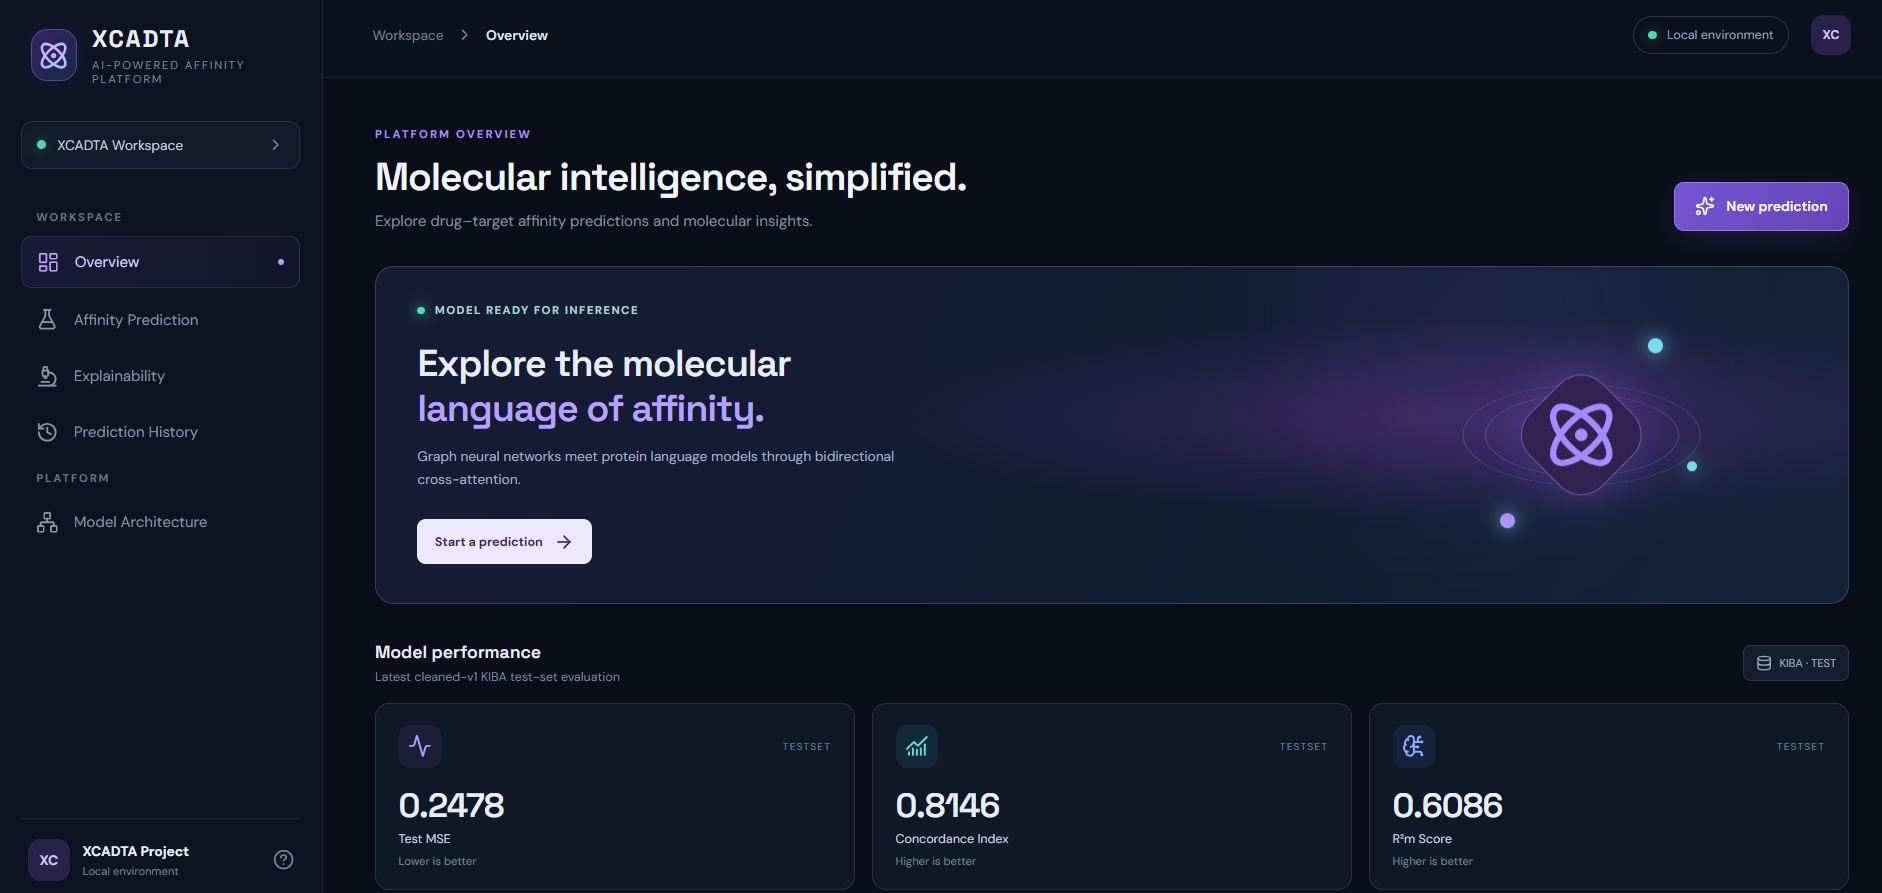 XCADTA
AI-POWERED AFFINITY
PLATFORM
XCADTA Workspace
WORKSPACE
Overview
Affinity Prediction
Explainability
Prediction History
PLATFORM
Model Architecture
XC
XCADTA Project
Local environment
Workspace
Overview
Local environment
XC
PLATFORM OVERVIEW
Molecular intelligence, simplified.
Explore drug–target affinity predictions and molecular insights.
New prediction
MODEL READY FOR INFERENCE
Explore the molecular
language of affinity.
Graph neural networks meet protein language models through bidirectional
cross-attention.
Start a prediction
Model performance
Latest cleaned-v1 KIBA test-set evaluation
KIBA · TEST
TESTSET
0.2478
Test MSE
Lower is better
TESTSET
0.8146
Concordance Index
Higher is better
TESTSET
0.6086
R²m Score
Higher is better